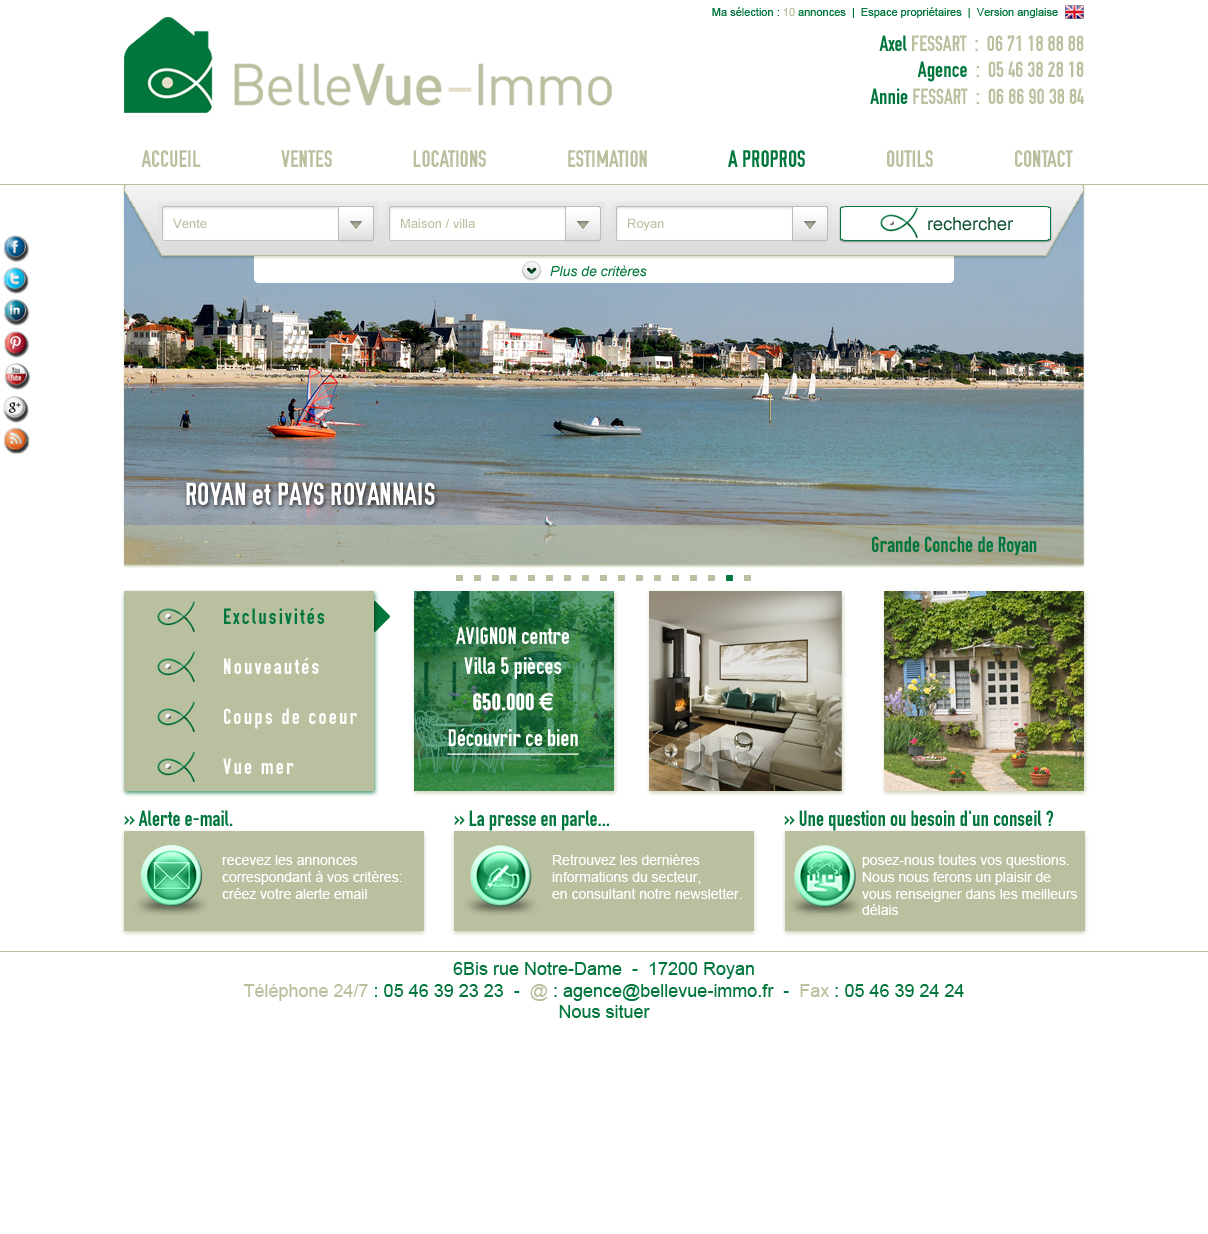 Ma sélection : 10 annonces | Espace propriétaires | Version anglaise
Axel FESSART : 06 71 18 88 88
Agence : 05 46 38 28 18
Annie FESSART : 06 86 90 38 84
BelleVue-Immo
ACCUEIL VENTES LOCATIONS ESTIMATION A PROPROS OUTILS CONTACT
Vente Maison / villa Royan rechercher
Plus de critères
f
t
in
P
You Tube
g+
ROYAN et PAYS ROYANNAIS
Grande Conche de Royan
Exclusivités
Nouveautés
Coups de coeur
Vue mer
AVIGNON centre
Villa 5 pièces
650.000 €
Découvrir ce bien
>> Alerte e-mail.
recevez les annonces
correspondant à vos critères:
créez votre alerte email
>> La presse en parle...
Retrouvez les dernières
informations du secteur,
en consultant notre newsletter.
>> Une question ou besoin d'un conseil ?
posez-nous toutes vos questions.
Nous nous ferons un plaisir de
vous renseigner dans les meilleurs
délais
6Bis rue Notre-Dame - 17200 Royan
Téléphone 24/7 : 05 46 39 23 23 - @ : agence@bellevue-immo.fr - Fax : 05 46 39 24 24
Nous situer